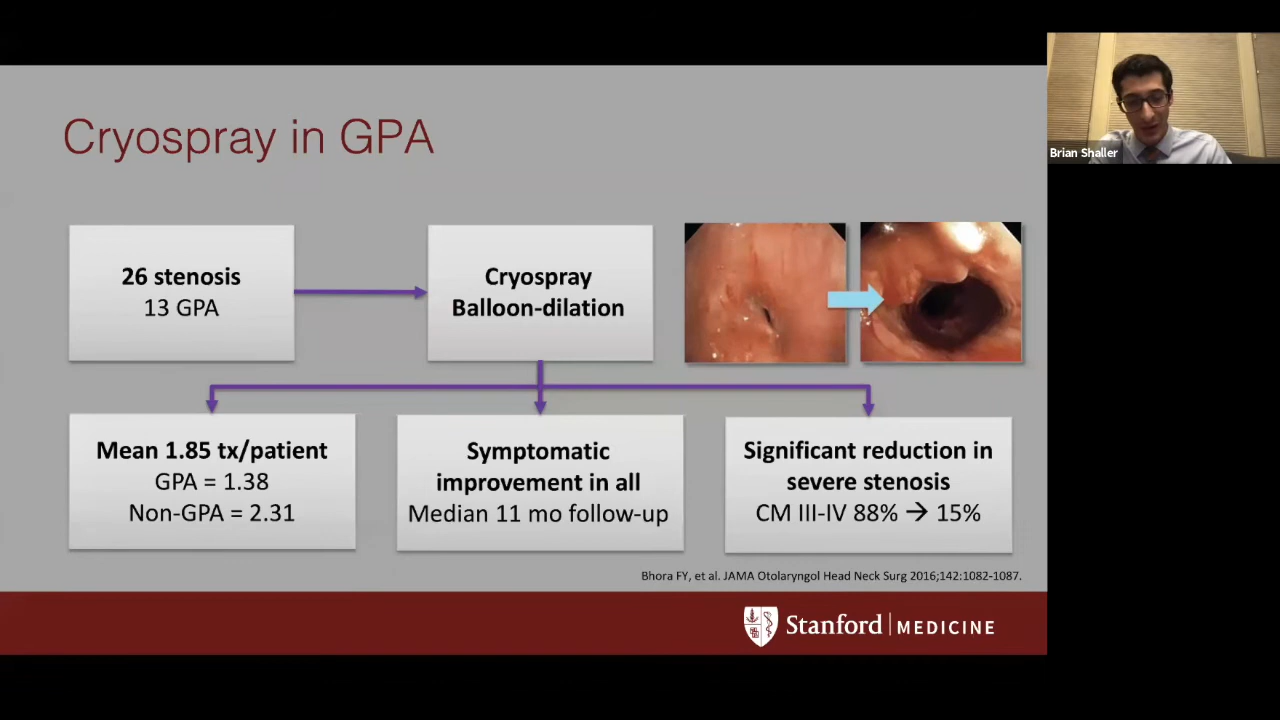 Cryospray in GPA
Brian Shaller
26 stenosis
13 GPA
Cryospray
Balloon-dilation
Mean 1.85 tx/patient
GPA = 1.38
Non-GPA = 2.31
Symptomatic
improvement in all
Median 11 mo follow-up
Significant reduction in
severe stenosis
CM III-IV 88% → 15%
Bhora FY, et al. JAMA Otolaryngol Head Neck Surg 2016;142:1082-1087.
Stanford MEDICINE